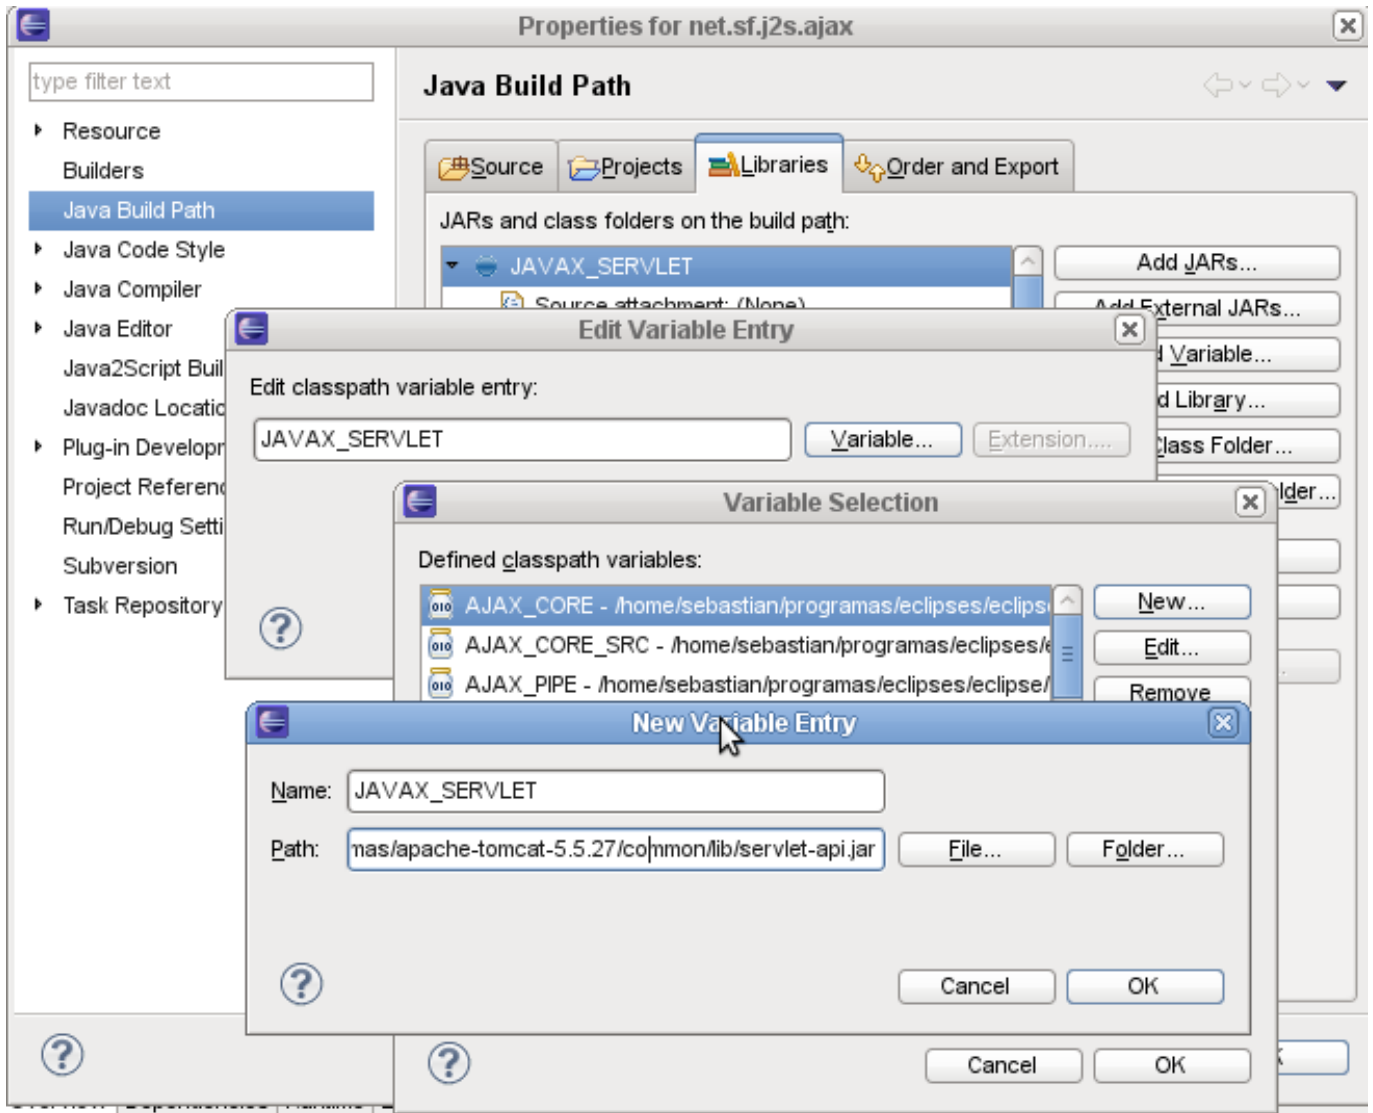 Properties for net.sf.j2s.ajax
type filter text
Java Build Path
Resource
Builders
Java Build Path
Java Code Style
Java Compiler
Java Editor
Java2Script Buil
Javadoc Locatio
Plug-in Developr
Project Referen
Run/Debug Setti
Subversion
Task Repository
Source
Projects
Libraries
Order and Export
JARs and class folders on the build path:
JAVAX_SERVLET
Source attachment: (None)
Add JARs...
Add External JARs...
Variable...
d Library...
Class Folder...
lder...
Edit Variable Entry
Edit classpath variable entry:
JAVAX_SERVLET
Variable...
Extension....
Variable Selection
Defined classpath variables:
AJAX_CORE - /home/sebastian/programas/eclipses/eclips
AJAX_CORE_SRC - /home/sebastian/programas/eclipses/e
AJAX_PIPE - /home/sebastian/programas/eclipses/eclipse/
New...
Edit...
Remove
New Variable Entry
Name: JAVAX_SERVLET
Path: mas/apache-tomcat-5.5.27/common/lib/servlet-api.jar
File...
Folder...
Cancel
OK
Cancel
OK